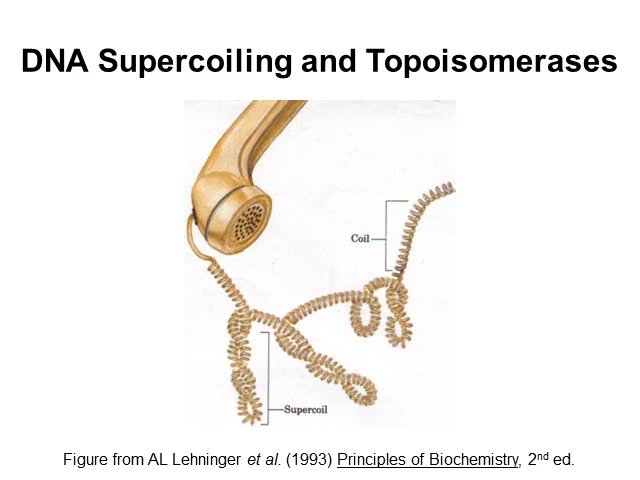 DNA Supercoiling and Topoisomerases
Coil
Supercoil
Figure from AL Lehninger et al. (1993) Principles of Biochemistry, 2nd ed.